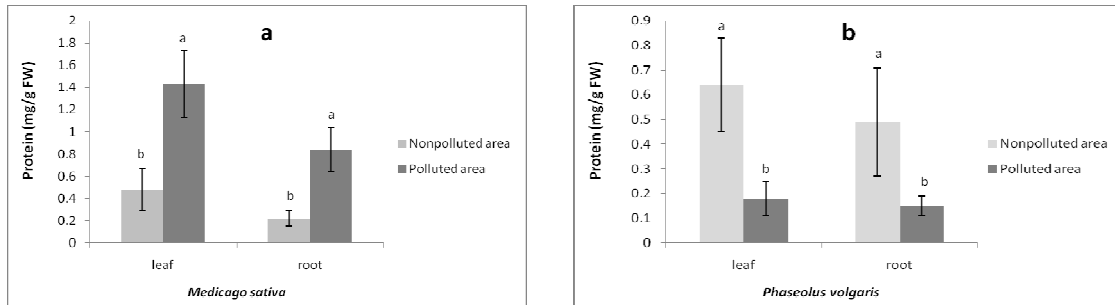 a
Protein (mg/g FW)
2
1.8
1.6
1.4
1.2
1
0.8
0.6
0.4
0.2
0
b
a
b
a
leaf
root
Medicago sativa
Nonpolluted area
Polluted area
b
Protein (mg/g FW)
0.9
0.8
0.7
0.6
0.5
0.4
0.3
0.2
0.1
0
a
b
a
b
leaf
root
Phaseolus volgaris
Nonpolluted area
Polluted area